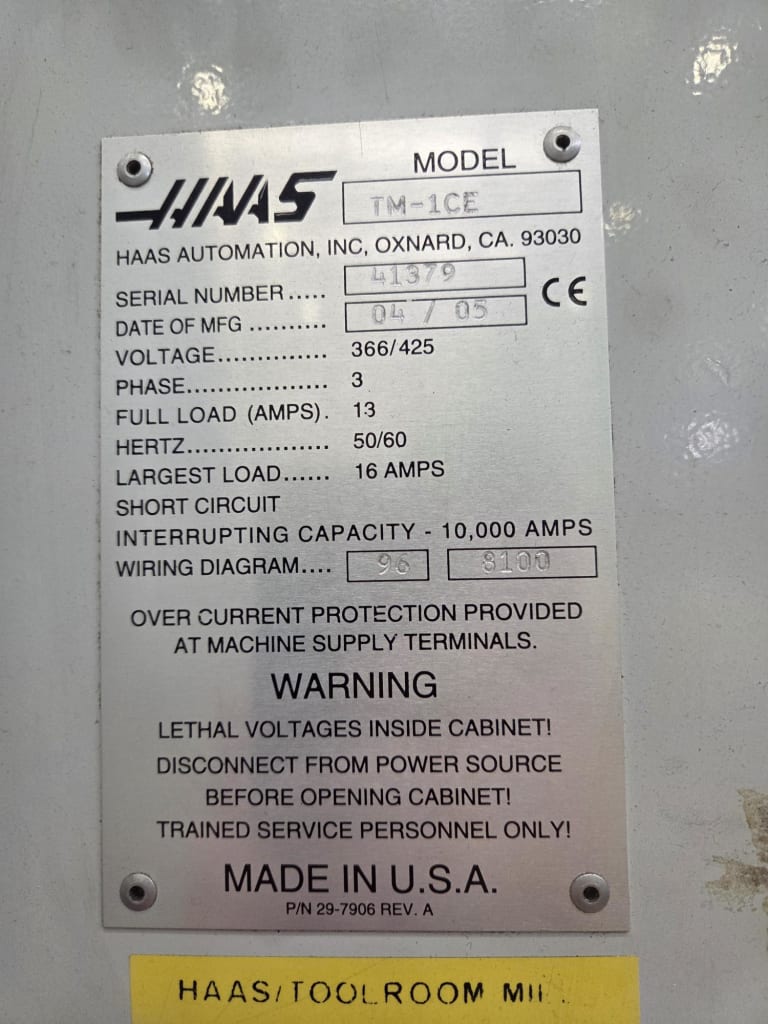 MODEL
HAAS TM-1CE
HAAS AUTOMATION, INC, OXNARD, CA. 93030
SERIAL NUMBER ..... 41379
DATE OF MFG .......... 04 / 05
CE
VOLTAGE.............. 366/425
PHASE.................. 3
FULL LOAD (AMPS). 13
HERTZ.................. 50/60
LARGEST LOAD...... 16 AMPS
SHORT CIRCUIT
INTERRUPTING CAPACITY - 10,000 AMPS
WIRING DIAGRAM.... 96 8100
OVER CURRENT PROTECTION PROVIDED
AT MACHINE SUPPLY TERMINALS.
WARNING
LETHAL VOLTAGES INSIDE CABINET!
DISCONNECT FROM POWER SOURCE
BEFORE OPENING CABINET!
TRAINED SERVICE PERSONNEL ONLY!
MADE IN U.S.A.
P/N 29-7906 REV. A
HAAS/TOOLROOM